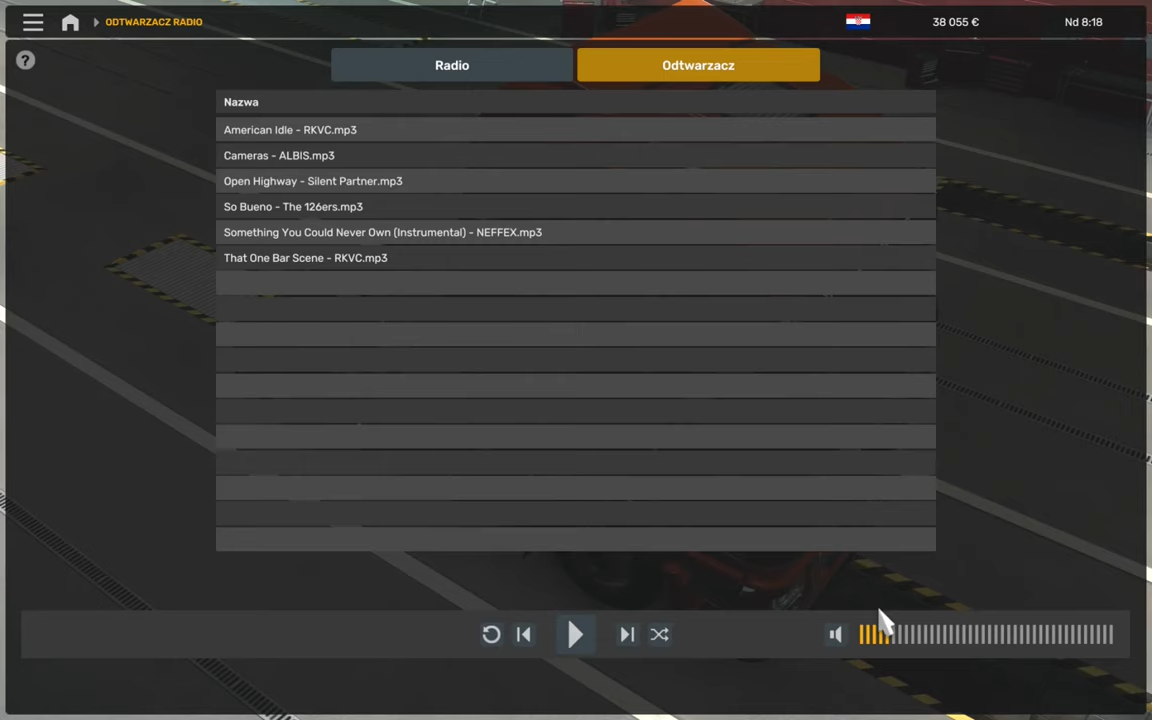 ODTWARZACZ RADIO
38 055 €
Nd 8:18
?
Radio
Odtwarzacz
Nazwa
American Idle - RKVC.mp3
Cameras - ALBIS.mp3
Open Highway - Silent Partner.mp3
So Bueno - The 126ers.mp3
Something You Could Never Own (Instrumental) - NEFFEX.mp3
That One Bar Scene - RKVC.mp3